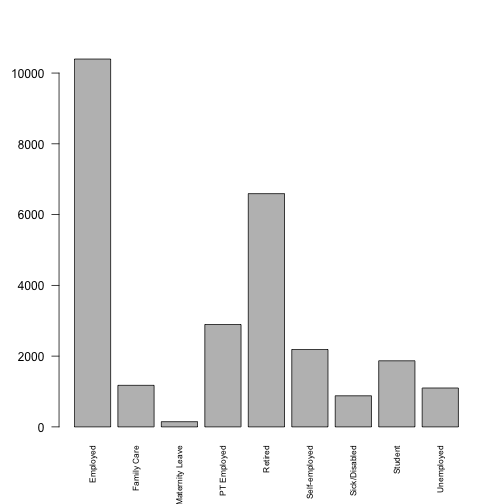 10000
8000
6000
4000
2000
0
Employed
Family Care
Maternity Leave
PT Employed
Retired
Self-employed
Sick/Disabled
Student
Unemployed